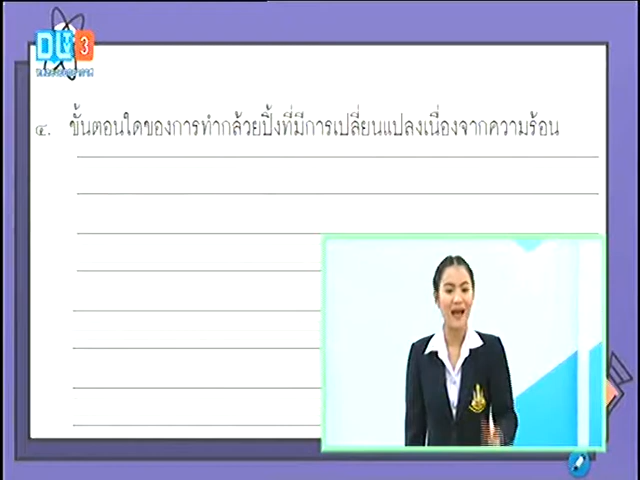 DLTV 3
๔. ขั้นตอนใดของการทำกล้วยปิ้งที่มีการเปลี่ยนแปลงเนื่องจากความร้อน